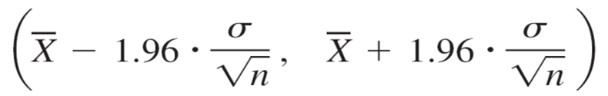 (X̅ − 1.96 · σ/√n, X̅ + 1.96 · σ/√n)